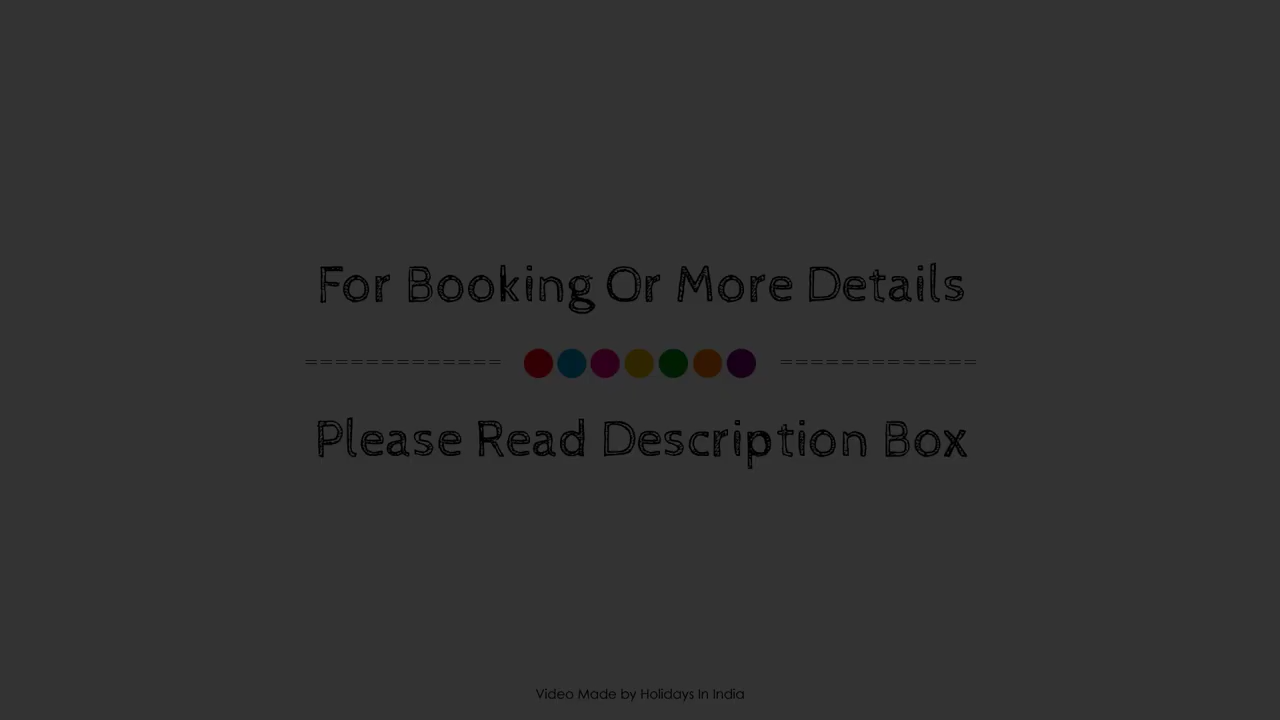 For Booking Or More Details
============= =============
Please Read Description Box
Video Made by Holidays In India